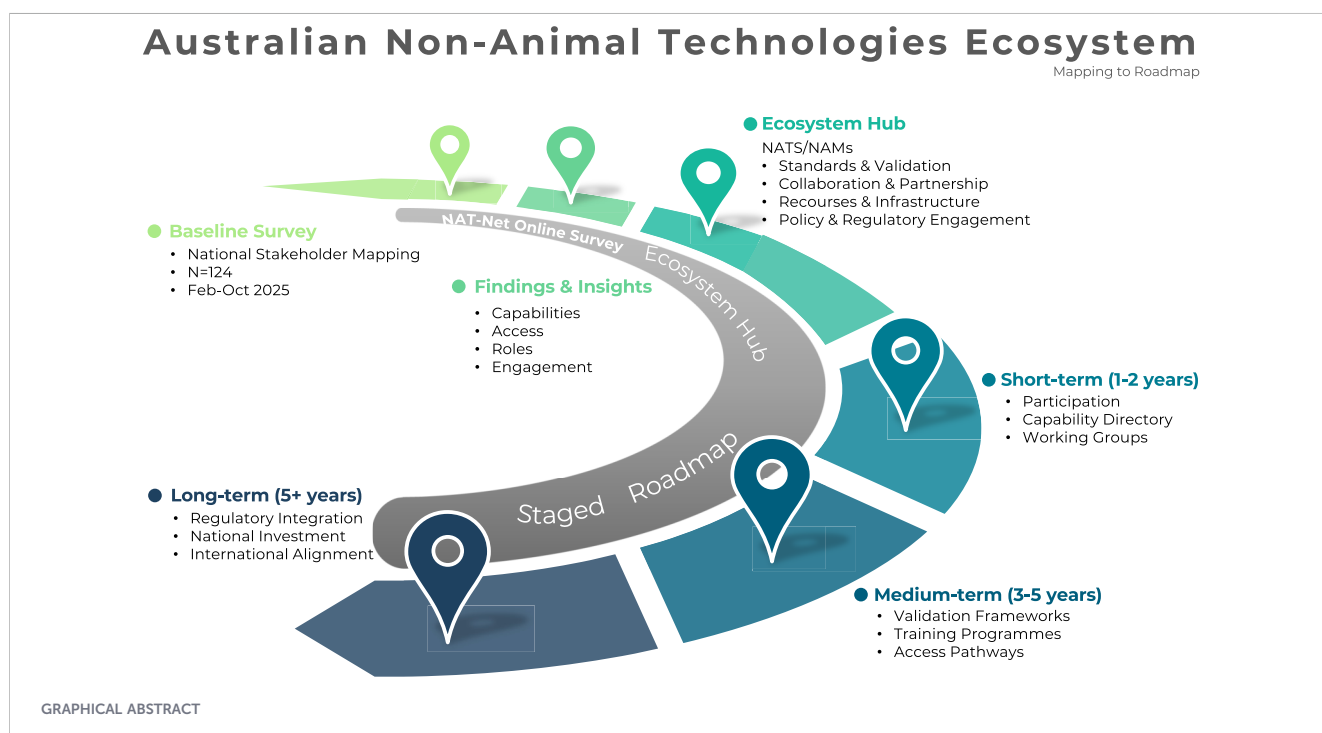 Australian Non-Animal Technologies Ecosystem
Mapping to Roadmap
Ecosystem Hub
NATS/NAMs
• Standards & Validation
• Collaboration & Partnership
• Recourses & Infrastructure
• Policy & Regulatory Engagement
NAT-Net Online Survey
Ecosystem Hub
Baseline Survey
• National Stakeholder Mapping
• N=124
• Feb-Oct 2025
Findings & Insights
• Capabilities
• Access
• Roles
• Engagement
Short-term (1-2 years)
• Participation
• Capability Directory
• Working Groups
Staged Roadmap
Long-term (5+ years)
• Regulatory Integration
• National Investment
• International Alignment
Medium-term (3-5 years)
• Validation Frameworks
• Training Programmes
• Access Pathways
GRAPHICAL ABSTRACT